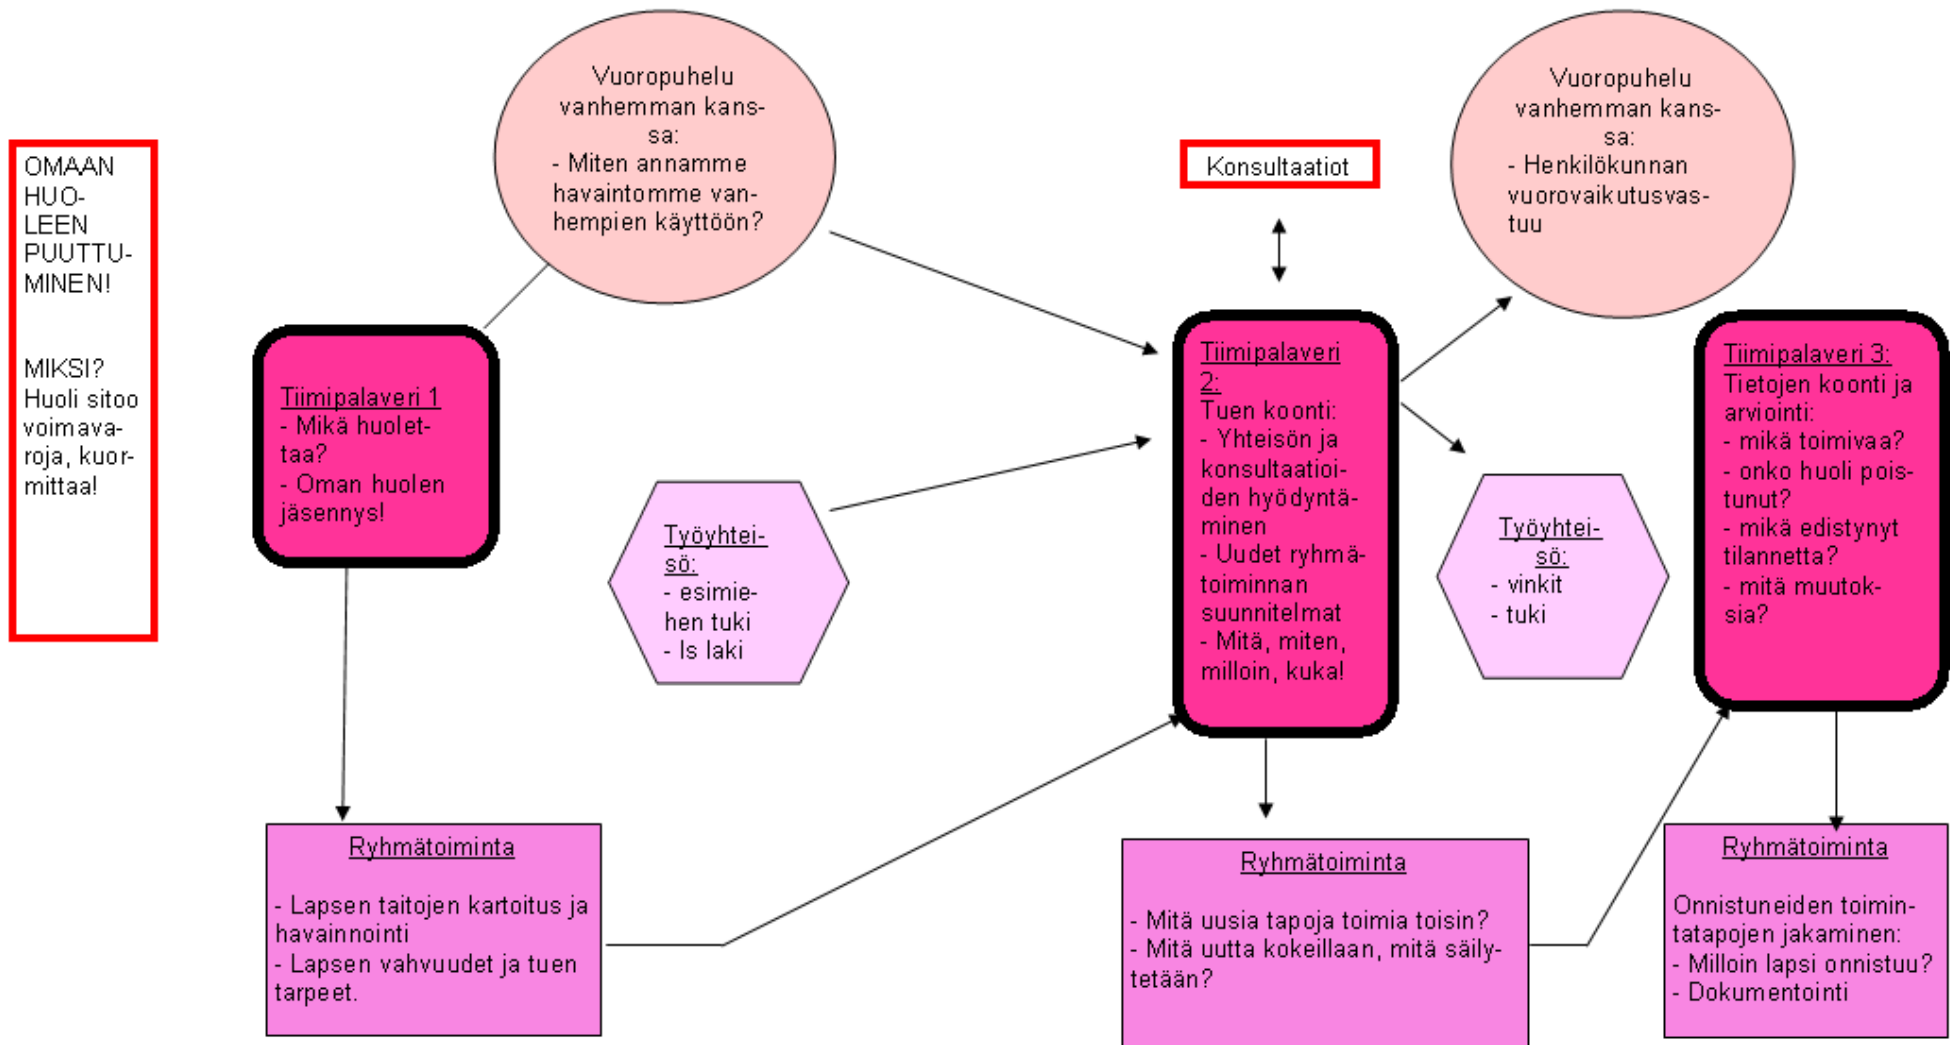 OMAAN
HUO-
LEEN
PUUTTU-
MINEN!
MIKSI?
Huoli sitoo
voimava-
roja, kuor-
mittaa!
Vuoropuhelu
vanhemman kans-
sa:
- Miten annamme
havaintomme van-
hempien käyttöön?
Tiimipalaveri 1
- Mikä huolet-
taa?
- Oman huolen
jäsennys!
Ryhmätoiminta
- Lapsen taitojen kartoitus ja
havainnointi
- Lapsen vahvuudet ja tuen
tarpeet.
Työyhtei-
sö:
- esimie-
hen tuki
- ls laki
Konsultaatiot
Tiimipalaveri
2:
Tuen koonti:
- Yhteisön ja
konsultaatioi-
den hyödyntä-
minen
- Uudet ryhmä-
toiminnan
suunnitelmat
- Mitä, miten,
milloin, kuka!
Ryhmätoiminta
- Mitä uusia tapoja toimia toisin?
- Mitä uutta kokeillaan, mitä säily-
tetään?
Vuoropuhelu
vanhemman kans-
sa:
- Henkilökunnan
vuorovaikutusvas-
tuu
Työyhtei-
sö:
- vinkit
- tuki
Tiimipalaveri 3:
Tietojen koonti ja
arviointi:
- mikä toimivaa?
- onko huoli pois-
tunut?
- mikä edistynyt
tilannetta?
- mitä muutok-
sia?
Ryhmätoiminta
Onnistuneiden toimin-
tatapojen jakaminen:
- Milloin lapsi onnistuu?
- Dokumentointi